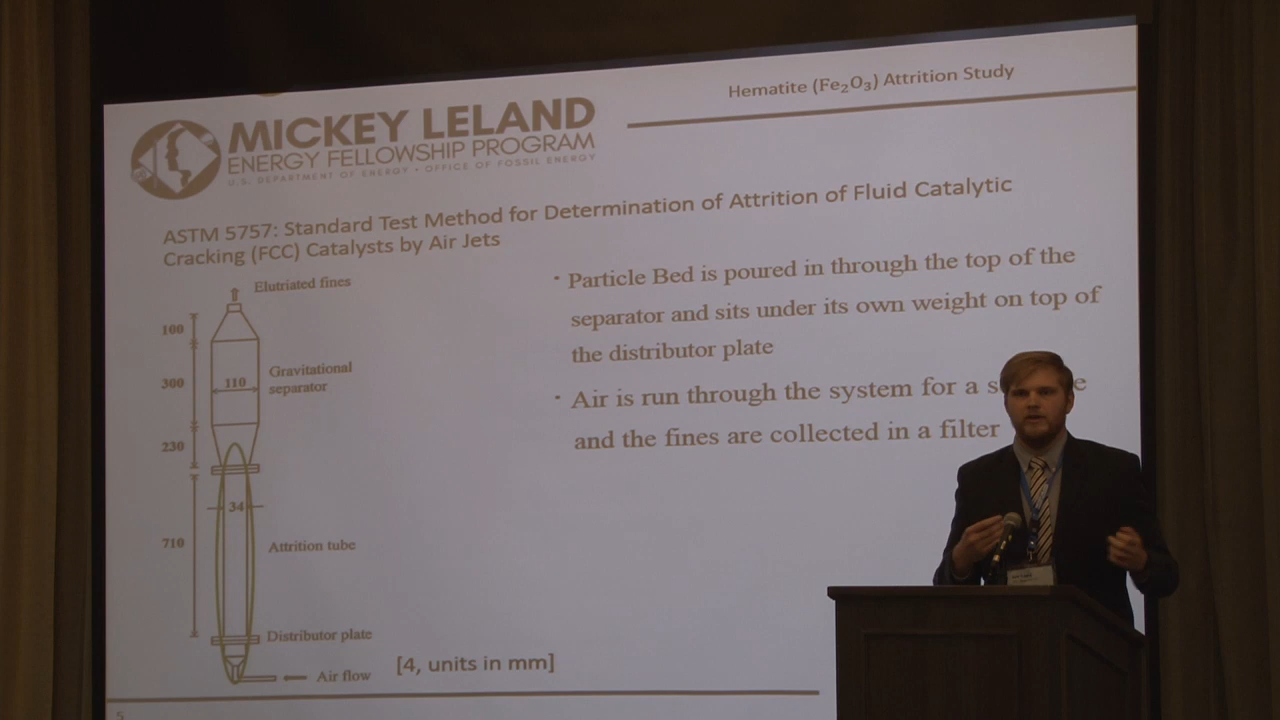 Hematite (Fe₂O₃) Attrition Study
MICKEY LELAND
ENERGY FELLOWSHIP PROGRAM
U.S. DEPARTMENT OF ENERGY • OFFICE OF FOSSIL ENERGY
ASTM 5757: Standard Test Method for Determination of Attrition of Fluid Catalytic
Cracking (FCC) Catalysts by Air Jets
Elutriated fines
100
300
110
Gravitational
separator
230
34
710
Attrition tube
Distributor plate
Air flow
[4, units in mm]
· Particle Bed is poured in through the top of the
separator and sits under its own weight on top of
the distributor plate
· Air is run through the system for a
and the fines are collected in a filter
5